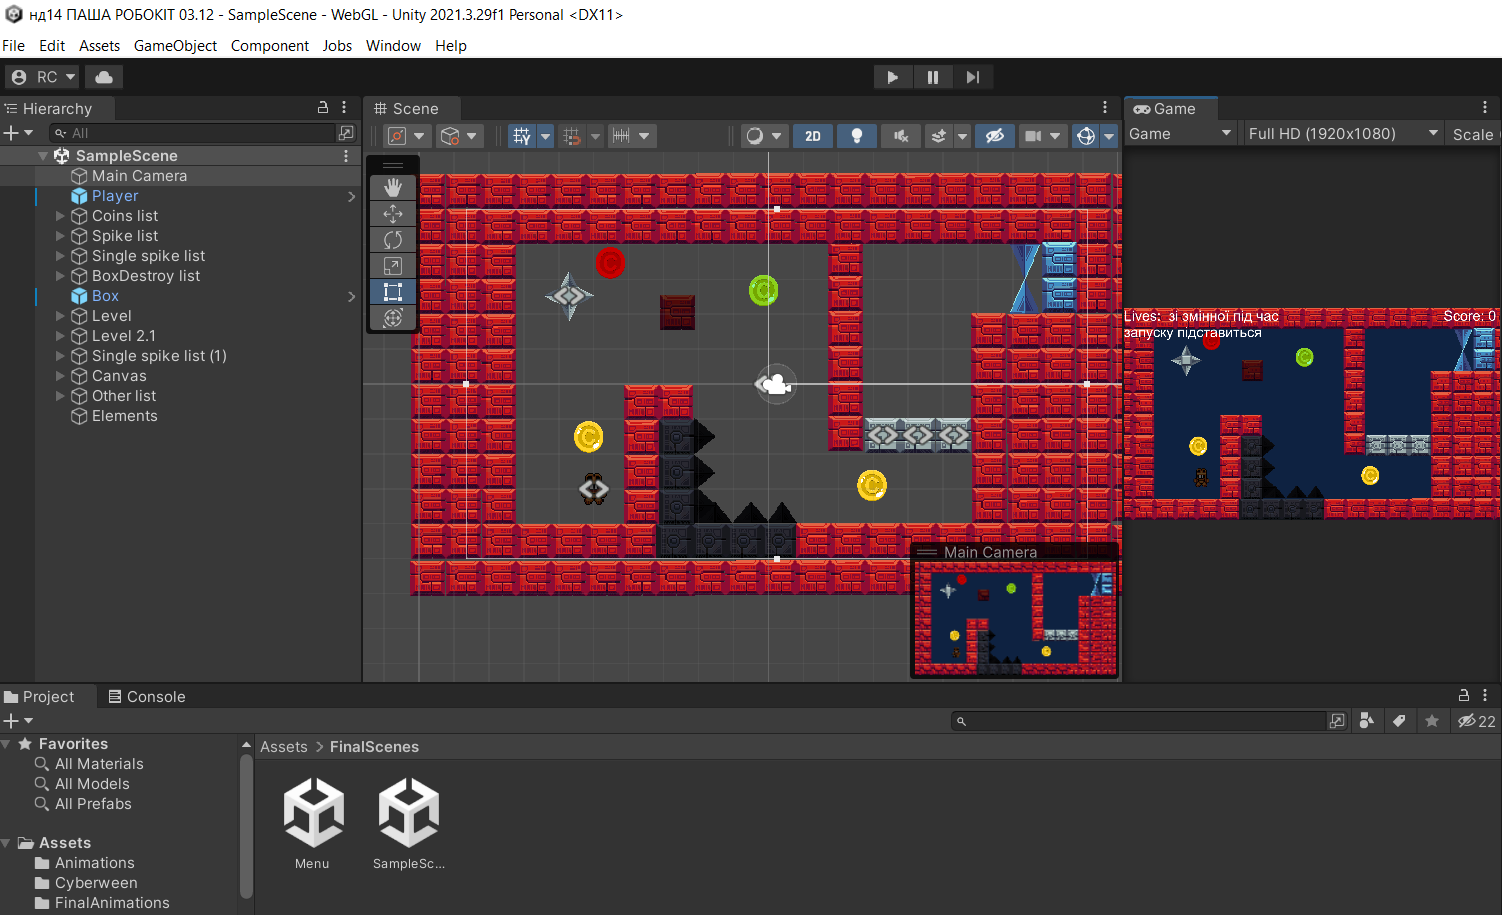 нд14 ПАША РОБОКІТ 03.12 - SampleScene - WebGL - Unity 2021.3.29f1 Personal <DX11>
File Edit Assets GameObject Component Jobs Window Help
RC
Hierarchy
All
SampleScene
Main Camera
Player
Coins list
Spike list
Single spike list
BoxDestroy list
Box
Level
Level 2.1
Single spike list (1)
Canvas
Other list
Elements
Scene
2D
Main Camera
Game
Game Full HD (1920x1080) Scale
Lives: зі змінної під час
запуску підставиться
Score: 0
Project Console
22
Favorites
All Materials
All Models
All Prefabs
Assets
Animations
Cyberween
FinalAnimations
Assets > FinalScenes
Menu SampleSc...